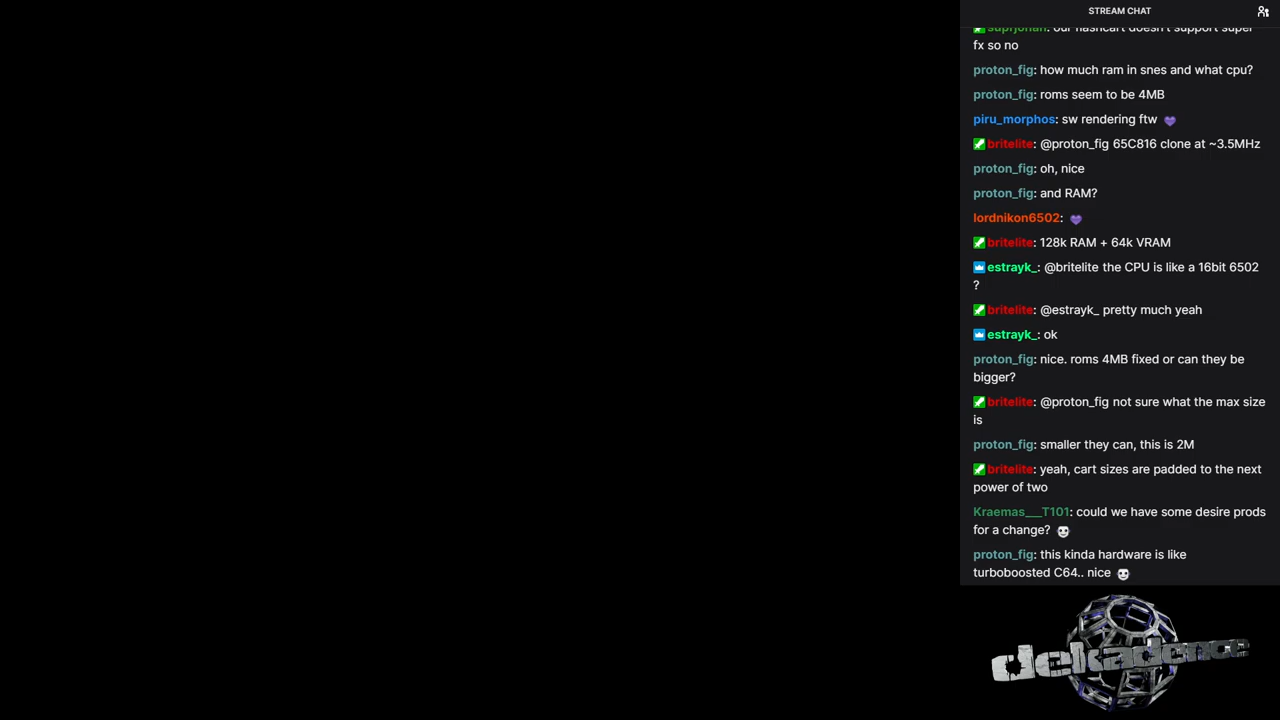 STREAM CHAT
suprjohan: our flashcart doesn't support super
fx so no
proton_fig: how much ram in snes and what cpu?
proton_fig: roms seem to be 4MB
piru_morphos: sw rendering ftw
britelite: @proton_fig 65C816 clone at ~3.5MHz
proton_fig: oh, nice
proton_fig: and RAM?
lordnikon6502:
britelite: 128k RAM + 64k VRAM
estrayk_: @britelite the CPU is like a 16bit 6502
?
britelite: @estrayk_ pretty much yeah
estrayk_: ok
proton_fig: nice. roms 4MB fixed or can they be
bigger?
britelite: @proton_fig not sure what the max size
is
proton_fig: smaller they can, this is 2M
britelite: yeah, cart sizes are padded to the next
power of two
Kraemas___T101: could we have some desire prods
for a change?
proton_fig: this kinda hardware is like
turboboosted C64.. nice
dekadence